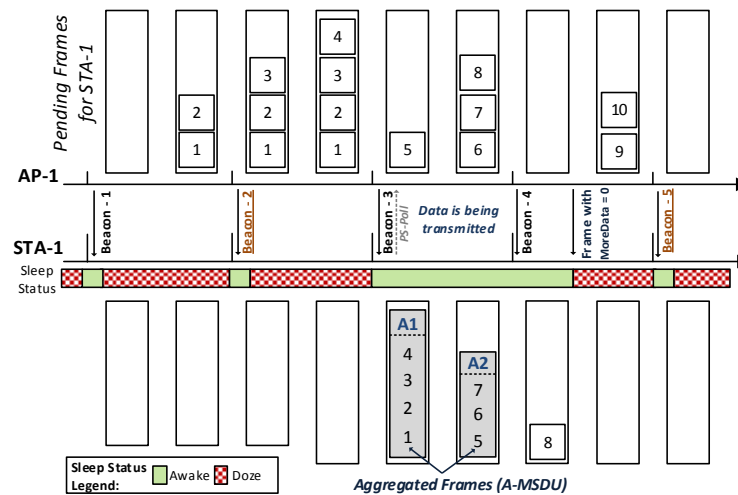 Pending Frames
for STA-1
2
1
3
2
1
4
3
2
1
5
8
7
6
10
9
AP-1
Beacon - 1
Beacon - 2
Beacon - 3
PS-Poll
Data is being
transmitted
Beacon - 4
Frame with
MoreData = 0
Beacon - 5
STA-1
Sleep
Status
A1
4
3
2
1
A2
7
6
5
8
Sleep Status
Legend:
Awake
Doze
Aggregated Frames (A-MSDU)